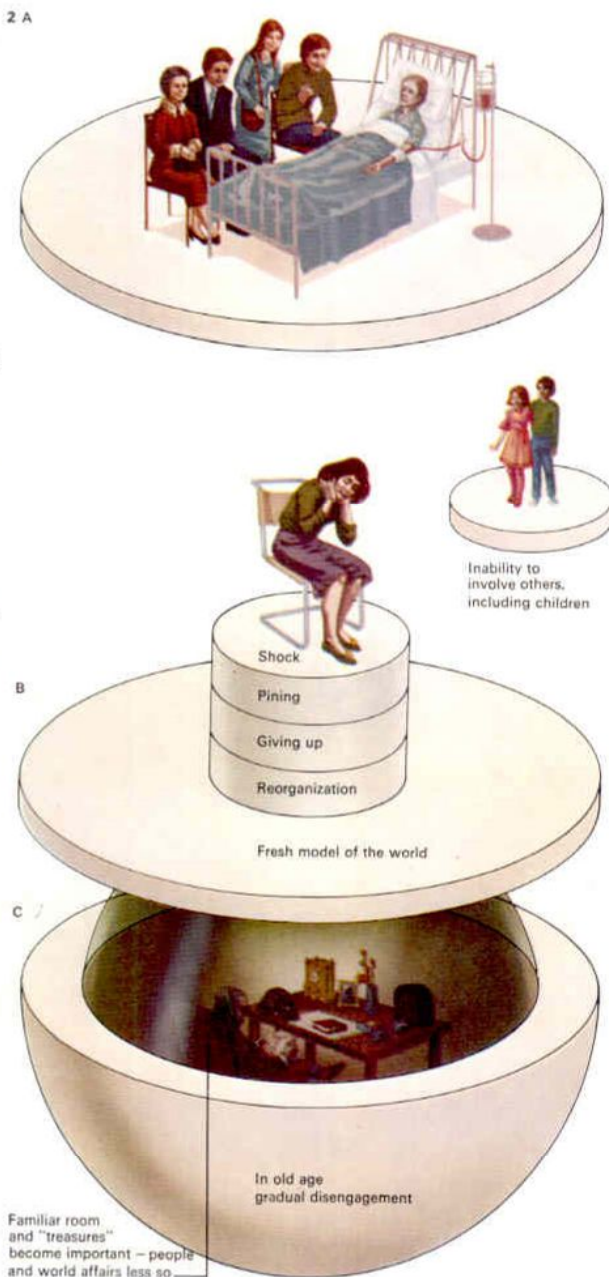 2 A
Inability to
involve others,
including children
Shock
B
Pining
Giving up
Reorganization
Fresh model of the world
C
In old age
gradual disengagement
Familiar room
and "treasures"
become important – people
and world affairs less so